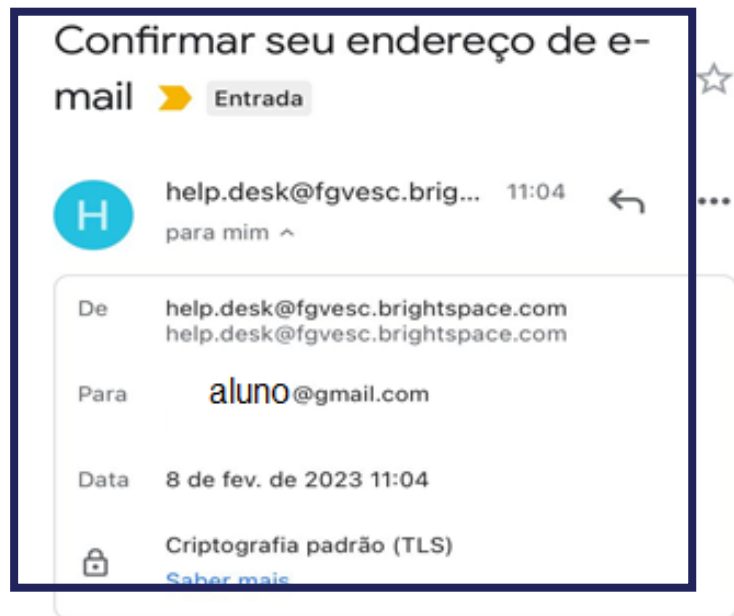 Confirmar seu endereço de e-
mail Entrada
H
help.desk@fgvesc.brig... 11:04
para mim
De help.desk@fgvesc.brightspace.com
help.desk@fgvesc.brightspace.com
Para aluno@gmail.com
Data 8 de fev. de 2023 11:04
Criptografia padrão (TLS)
Saber mais